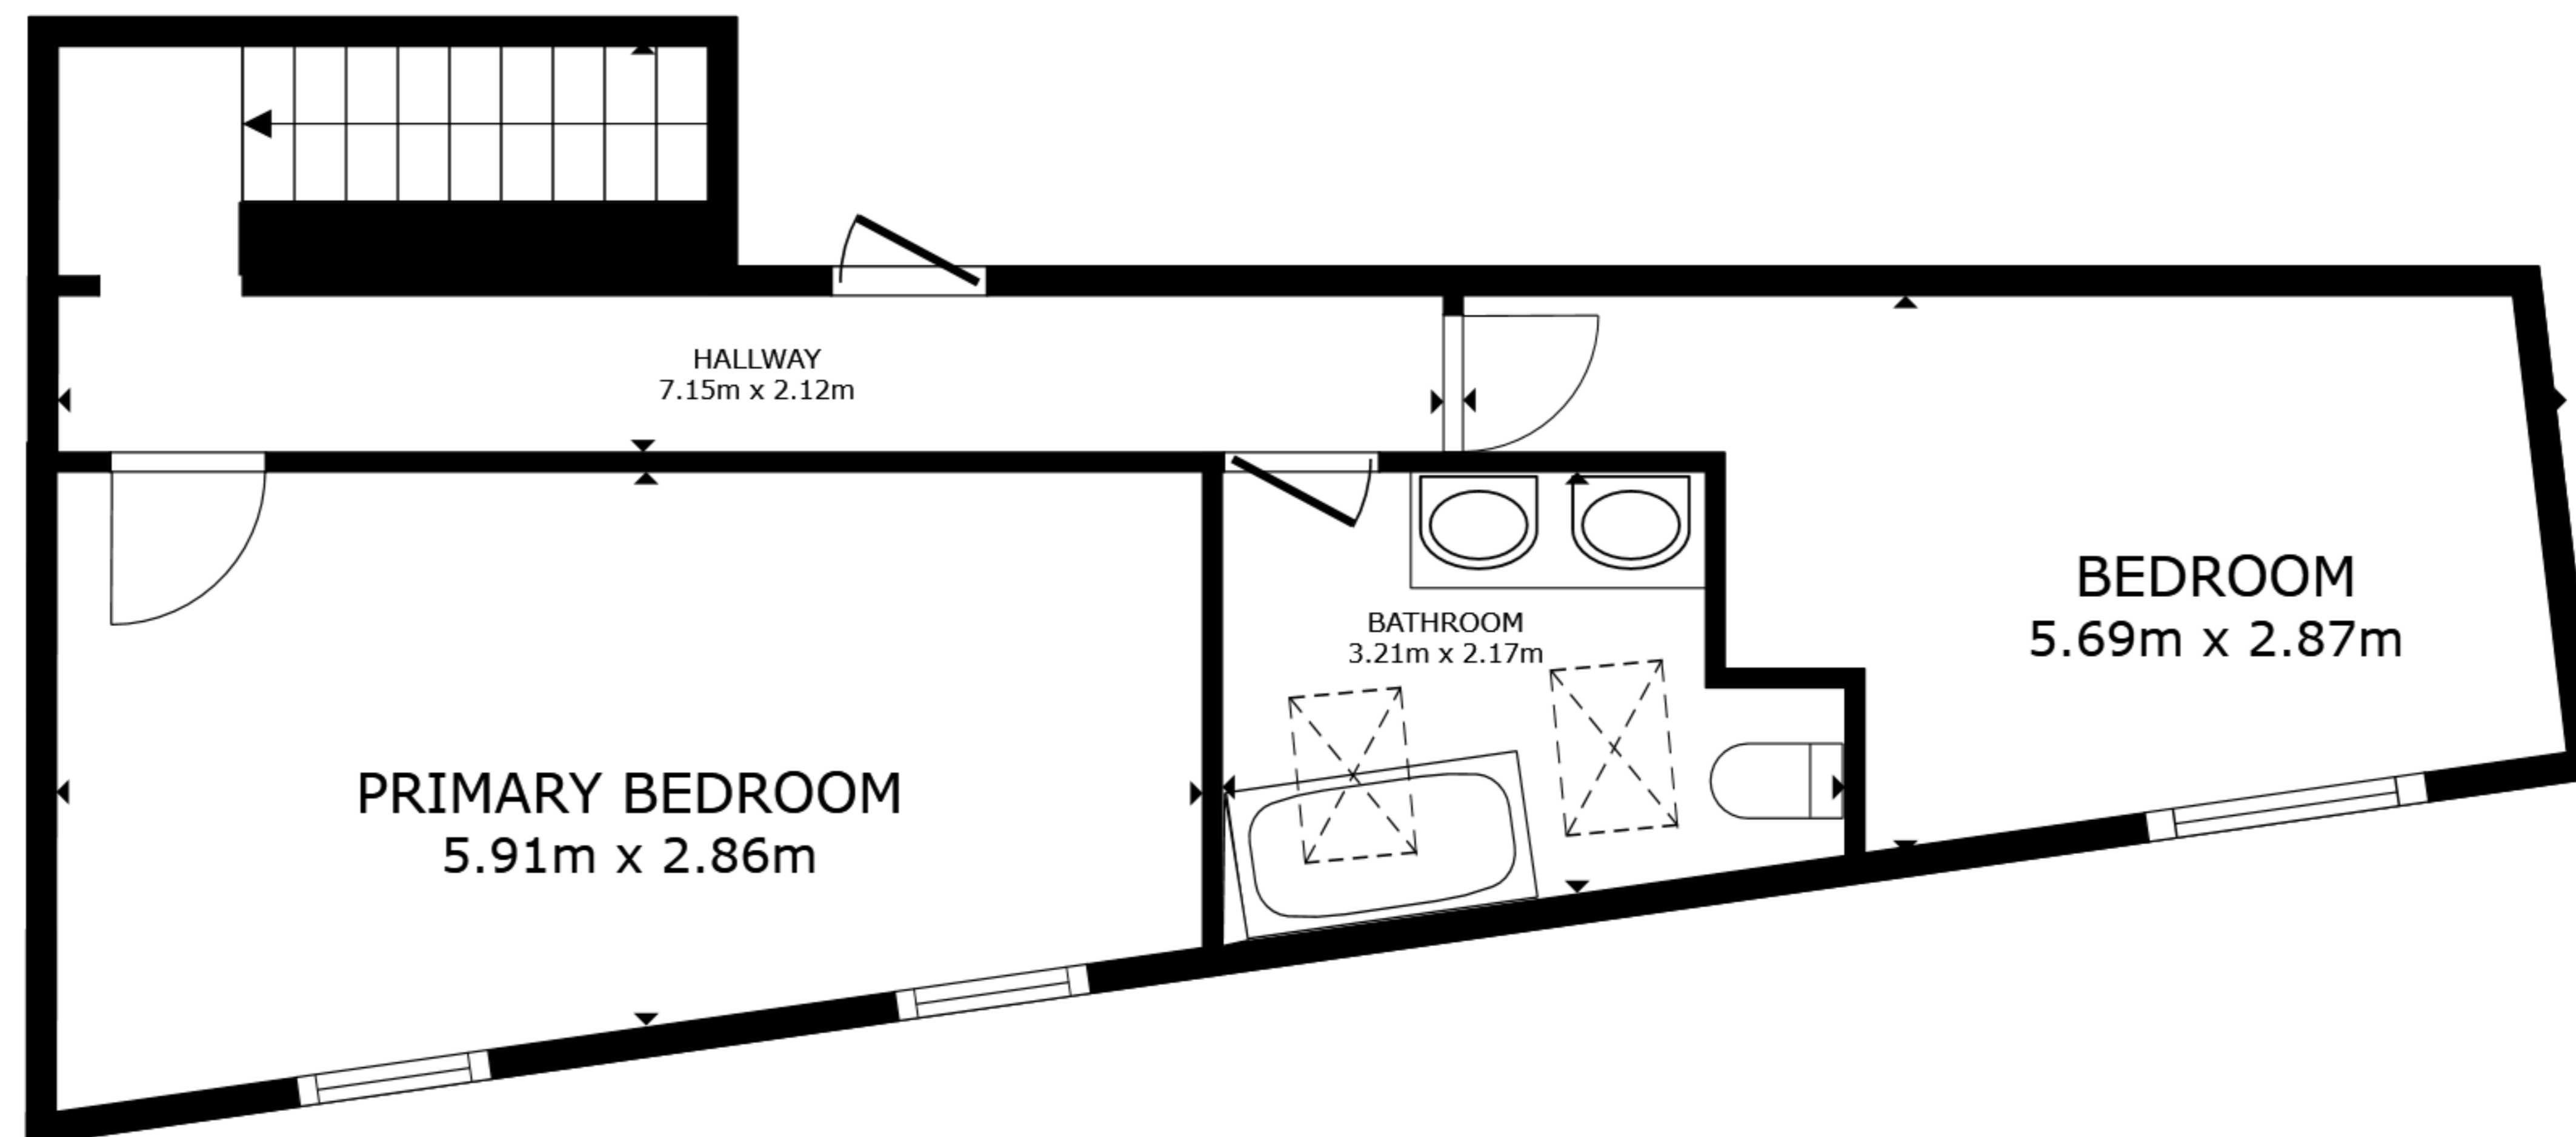 HALLWAY
7.15m x 2.12m
BEDROOM
5.69m x 2.87m
BATHROOM
3.21m x 2.17m
PRIMARY BEDROOM
5.91m x 2.86m